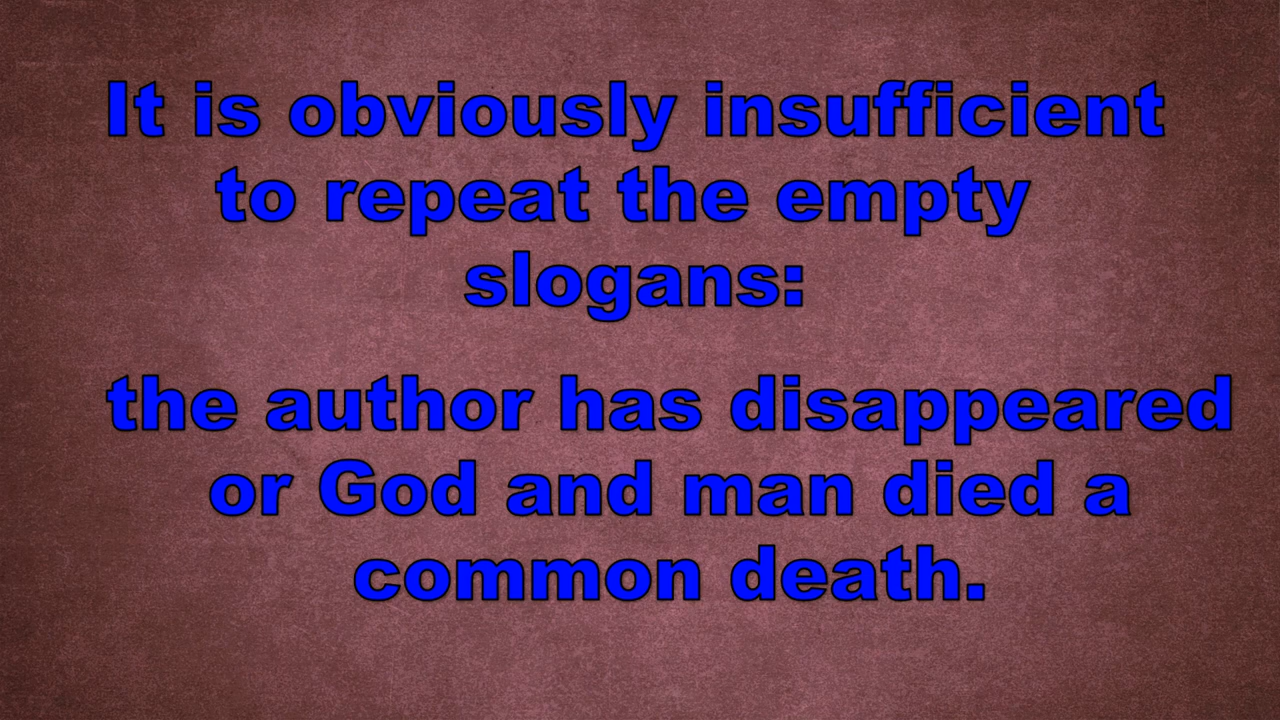 It is obviously insufficient
to repeat the empty
slogans:
the author has disappeared
or God and man died a
common death.